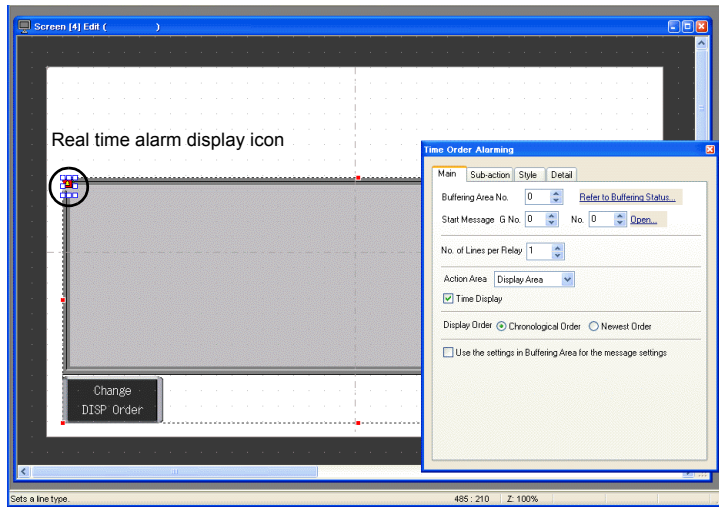 Screen [4] Edit ( )
Real time alarm display icon
Change
DISP Order
Time Order Alarming
Main Sub-action Style Detail
Buffering Area No. 0 Refer to Buffering Status...
Start Message G No. 0 No. 0 Open...
No. of Lines per Relay 1
Action Area Display Area
Time Display
Display Order Chronological Order Newest Order
Use the settings in Buffering Area for the message settings
Sets a line type. 485 : 210 Z: 100%